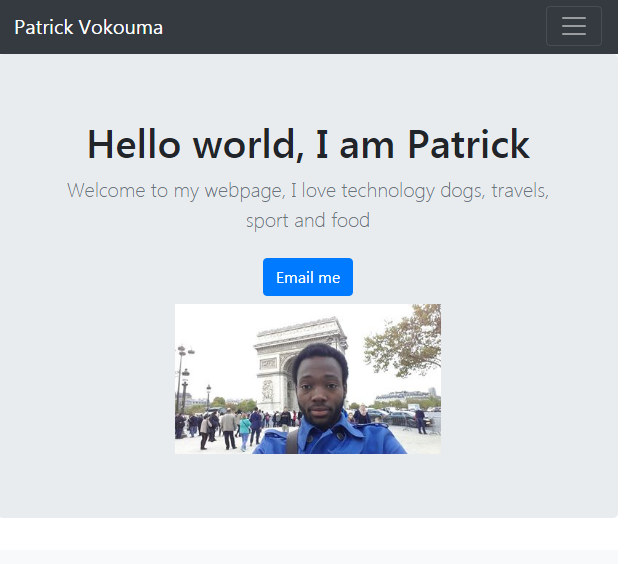 Patrick Vokouma
Hello world, I am Patrick
Welcome to my webpage, I love technology dogs, travels,
sport and food
Email me